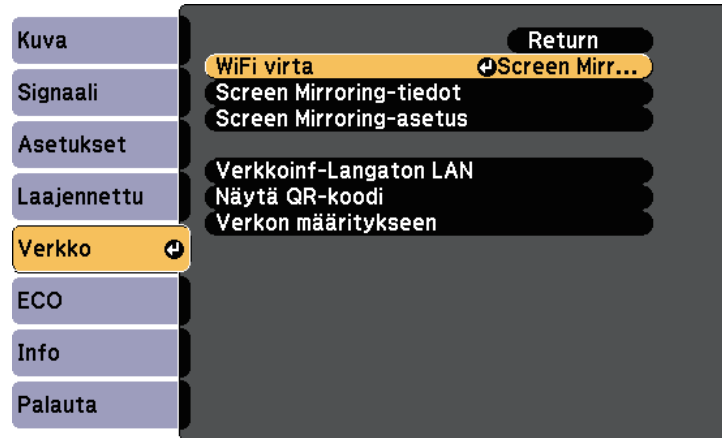 Kuva
Signaali
Asetukset
Laajennettu
Verkko
ECO
Info
Palauta
Return
WiFi virta Screen Mirr...
Screen Mirroring-tiedot
Screen Mirroring-asetus
Verkkoinf-Langaton LAN
Näytä QR-koodi
Verkon määritykseen